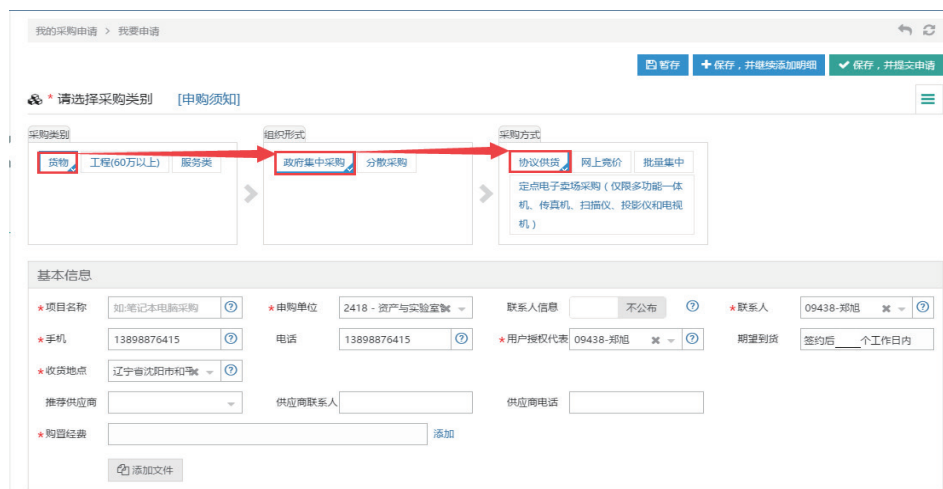 我的采购申请 > 我要申请
暂存 保存，并继续添加明细 保存，并提交申请
* 请选择采购类别 [申购须知]
采购类别 组织形式 采购方式
货物 工程(60万以上) 服务类 政府集中采购 分散采购 协议供货 网上竞价 批量集中
定点电子卖场采购（仅限多功能一体
机、传真机、扫描仪、投影仪和电视
机）
基本信息
*项目名称 如:笔记本电脑采购 *申购单位 2418 - 资产与实验室 联系人信息 不公布 *联系人 09438-郑旭
*手机 13898876415 电话 13898876415 *用户授权代表 09438-郑旭 期望到货 签约后____个工作日内
*收货地点 辽宁省沈阳市和平
推荐供应商 供应商联系人 供应商电话
*购置经费 添加
添加文件